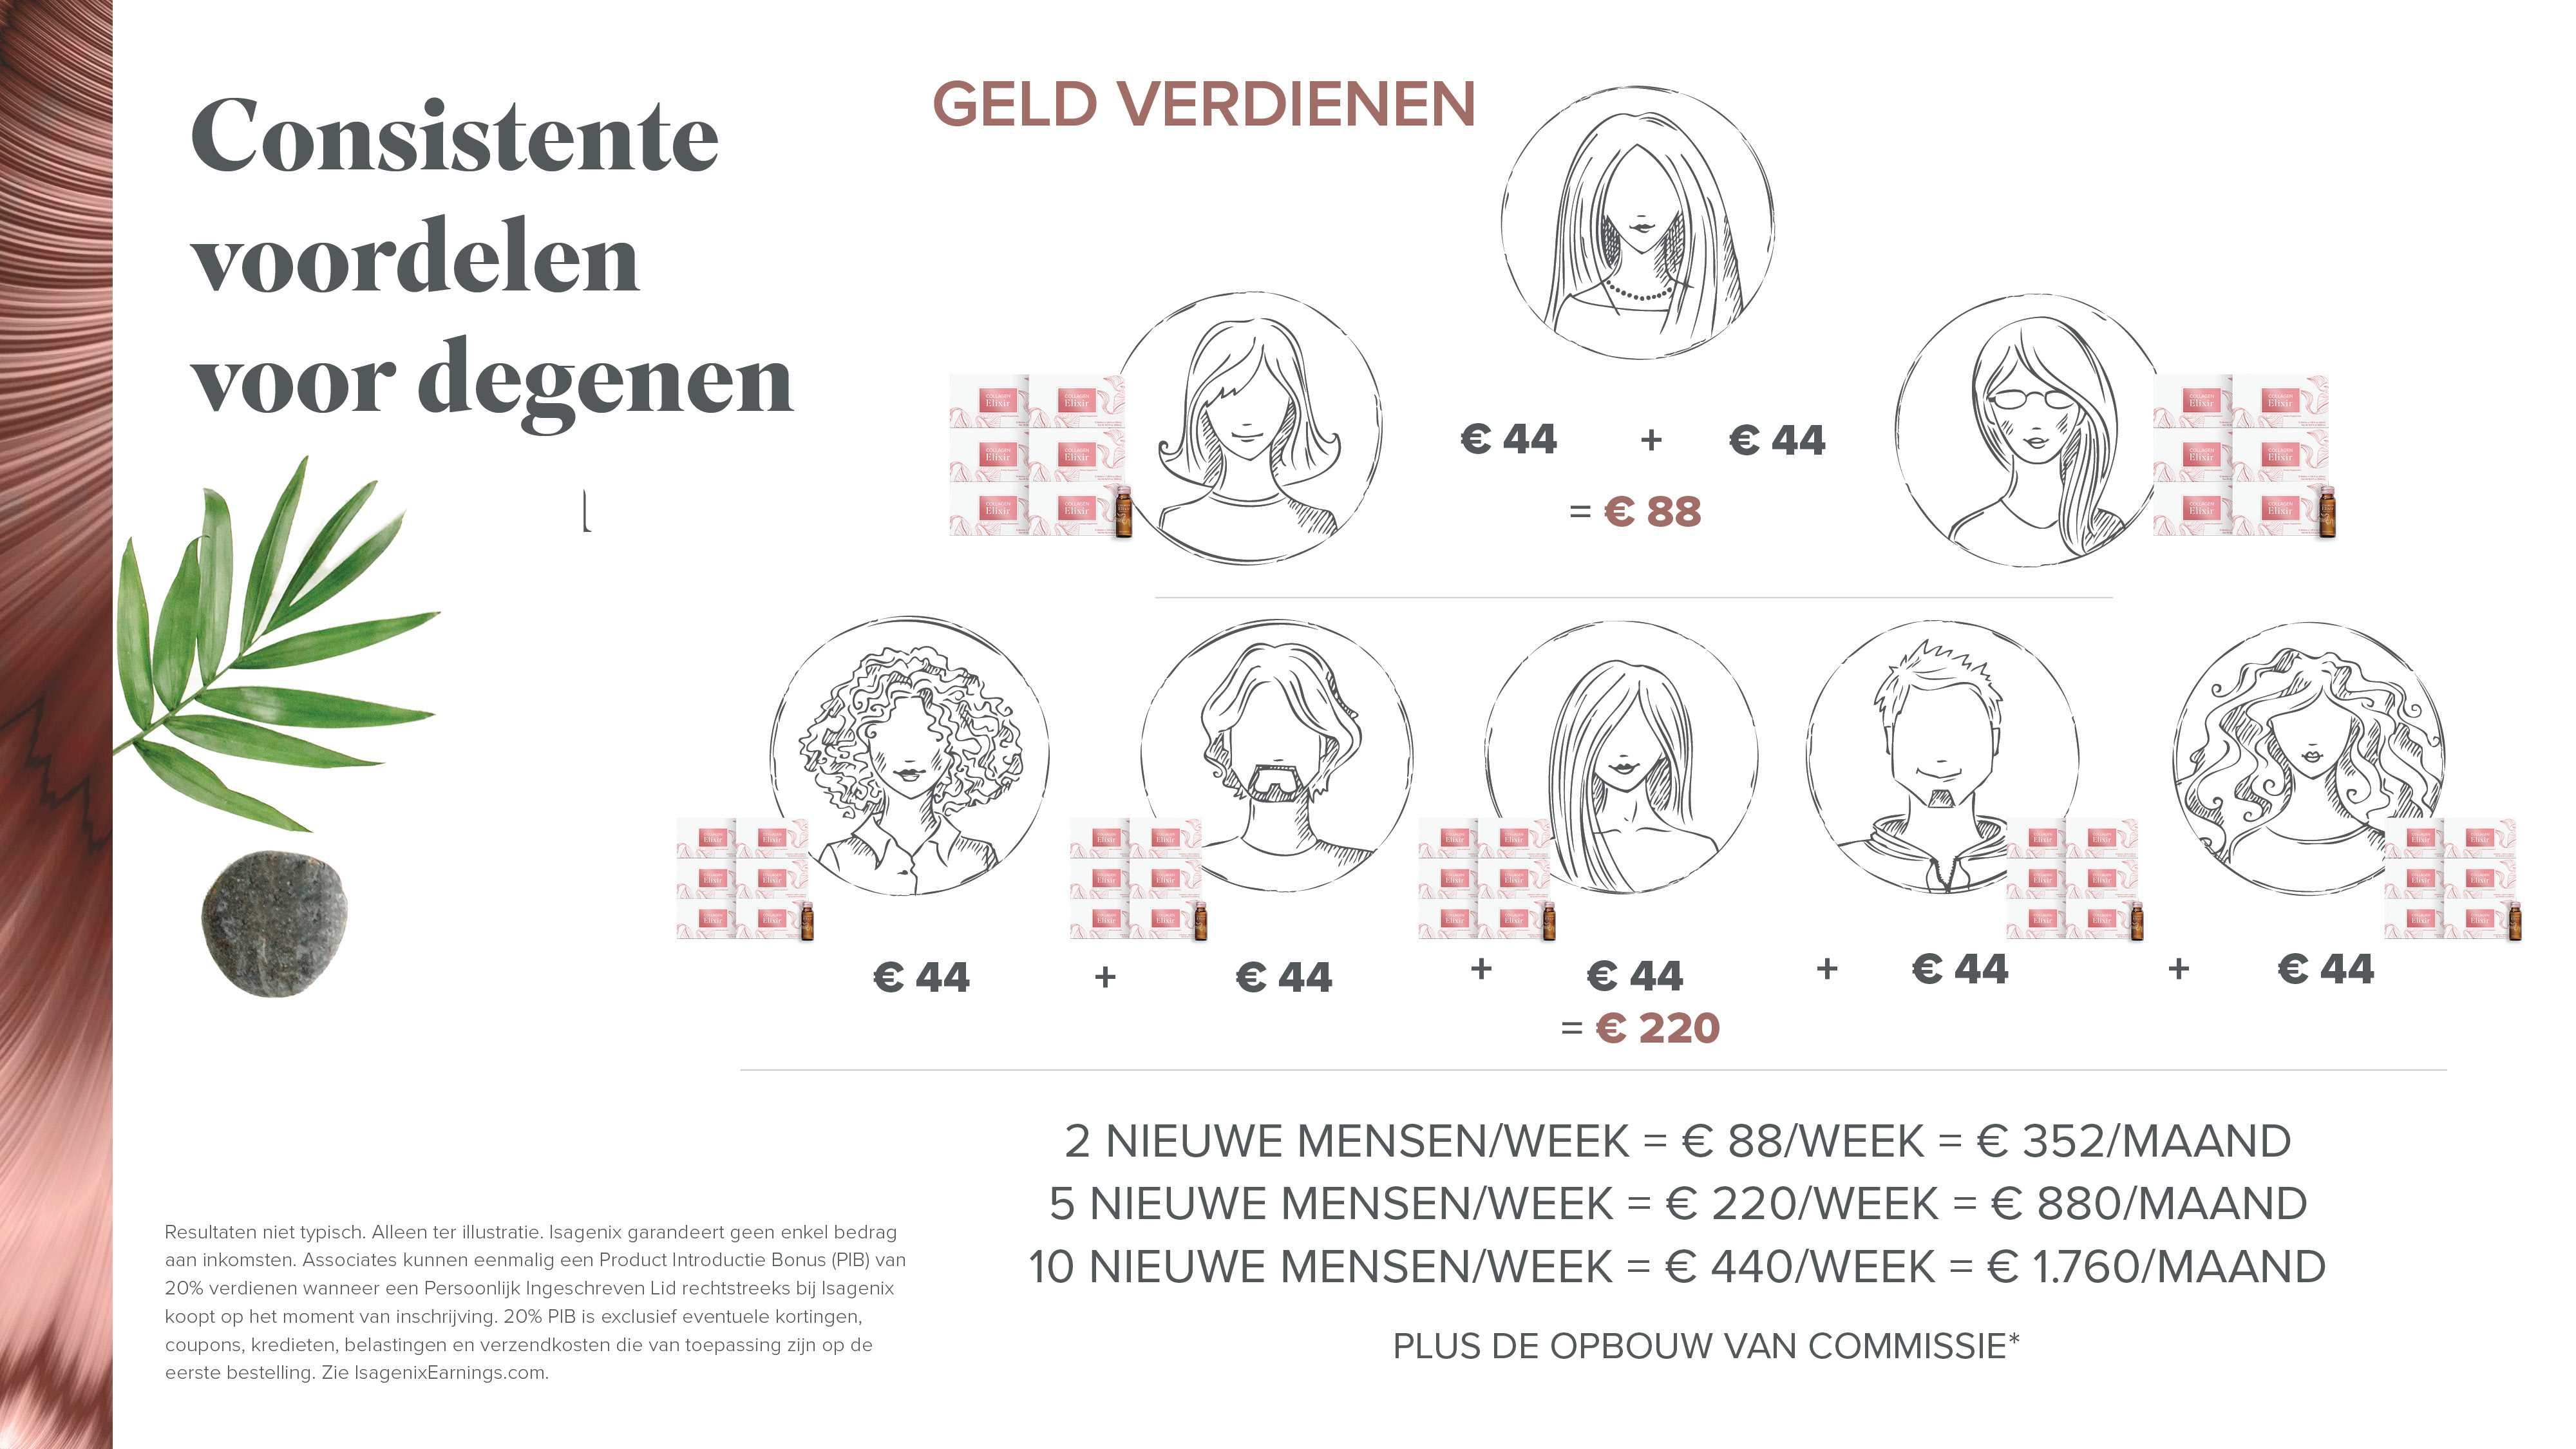 Consistente
voordelen
voor degenen
GELD VERDIENEN
COLLAGEN
Elixir
€ 44 + € 44
= € 88
€ 44 + € 44 + € 44 + € 44 + € 44
= € 220
2 NIEUWE MENSEN/WEEK = € 88/WEEK = € 352/MAAND
5 NIEUWE MENSEN/WEEK = € 220/WEEK = € 880/MAAND
10 NIEUWE MENSEN/WEEK = € 440/WEEK = € 1.760/MAAND
PLUS DE OPBOUW VAN COMMISSIE*
Resultaten niet typisch. Alleen ter illustratie. Isagenix garandeert geen enkel bedrag
aan inkomsten. Associates kunnen eenmalig een Product Introductie Bonus (PIB) van
20% verdienen wanneer een Persoonlijk Ingeschreven Lid rechtstreeks bij Isagenix
koopt op het moment van inschrijving. 20% PIB is exclusief eventuele kortingen,
coupons, kredieten, belastingen en verzendkosten die van toepassing zijn op de
eerste bestelling. Zie IsagenixEarnings.com.